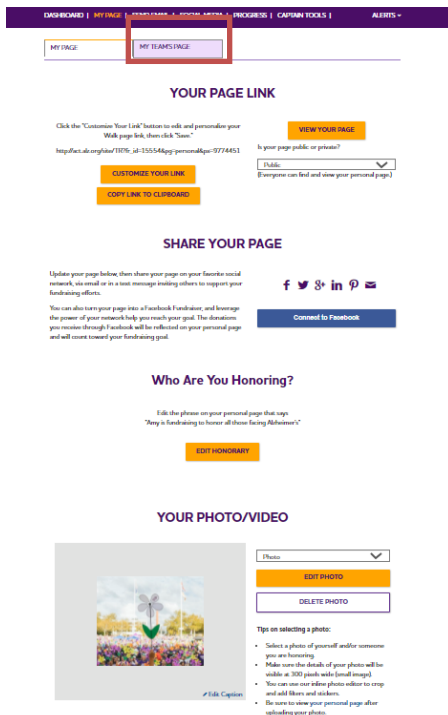 DASHBOARD | MY PAGE | SEND EMAIL | SOCIAL MEDIA | PROGRESS | CAPTAIN TOOLS | ALERTS
MY PAGE
MY TEAM'S PAGE
YOUR PAGE LINK
Click the "Customize Your Link" button to edit and personalize your
Walk page link, then click "Save."
http://act.alz.org/site/TR?fr_id=15554&pg=personal&px=9774451
CUSTOMIZE YOUR LINK
COPY LINK TO CLIPBOARD
VIEW YOUR PAGE
Is your page public or private?
Public
(Everyone can find and view your personal page.)
SHARE YOUR PAGE
Update your page below, then share your page on your favorite social
network, via email or in a text message inviting others to support your
fundraising efforts.
You can also turn your page into a Facebook Fundraiser, and leverage
the power of your network help you reach your goal. The donations
you receive through Facebook will be reflected on your personal page
and will count toward your fundraising goal.
Connect to Facebook
Who Are You Honoring?
Edit the phrase on your personal page that says
"Amy is fundraising to honor all those facing Alzheimer's"
EDIT HONORARY
YOUR PHOTO/VIDEO
Edit Caption
Photo
EDIT PHOTO
DELETE PHOTO
Tips on selecting a photo:
• Select a photo of yourself and/or someone
you are honoring.
• Make sure the details of your photo will be
visible at 300 pixels wide (small image).
• You can use our inline photo editor to crop
and add filters and stickers.
• Be sure to view your personal page after
uploading your photo.